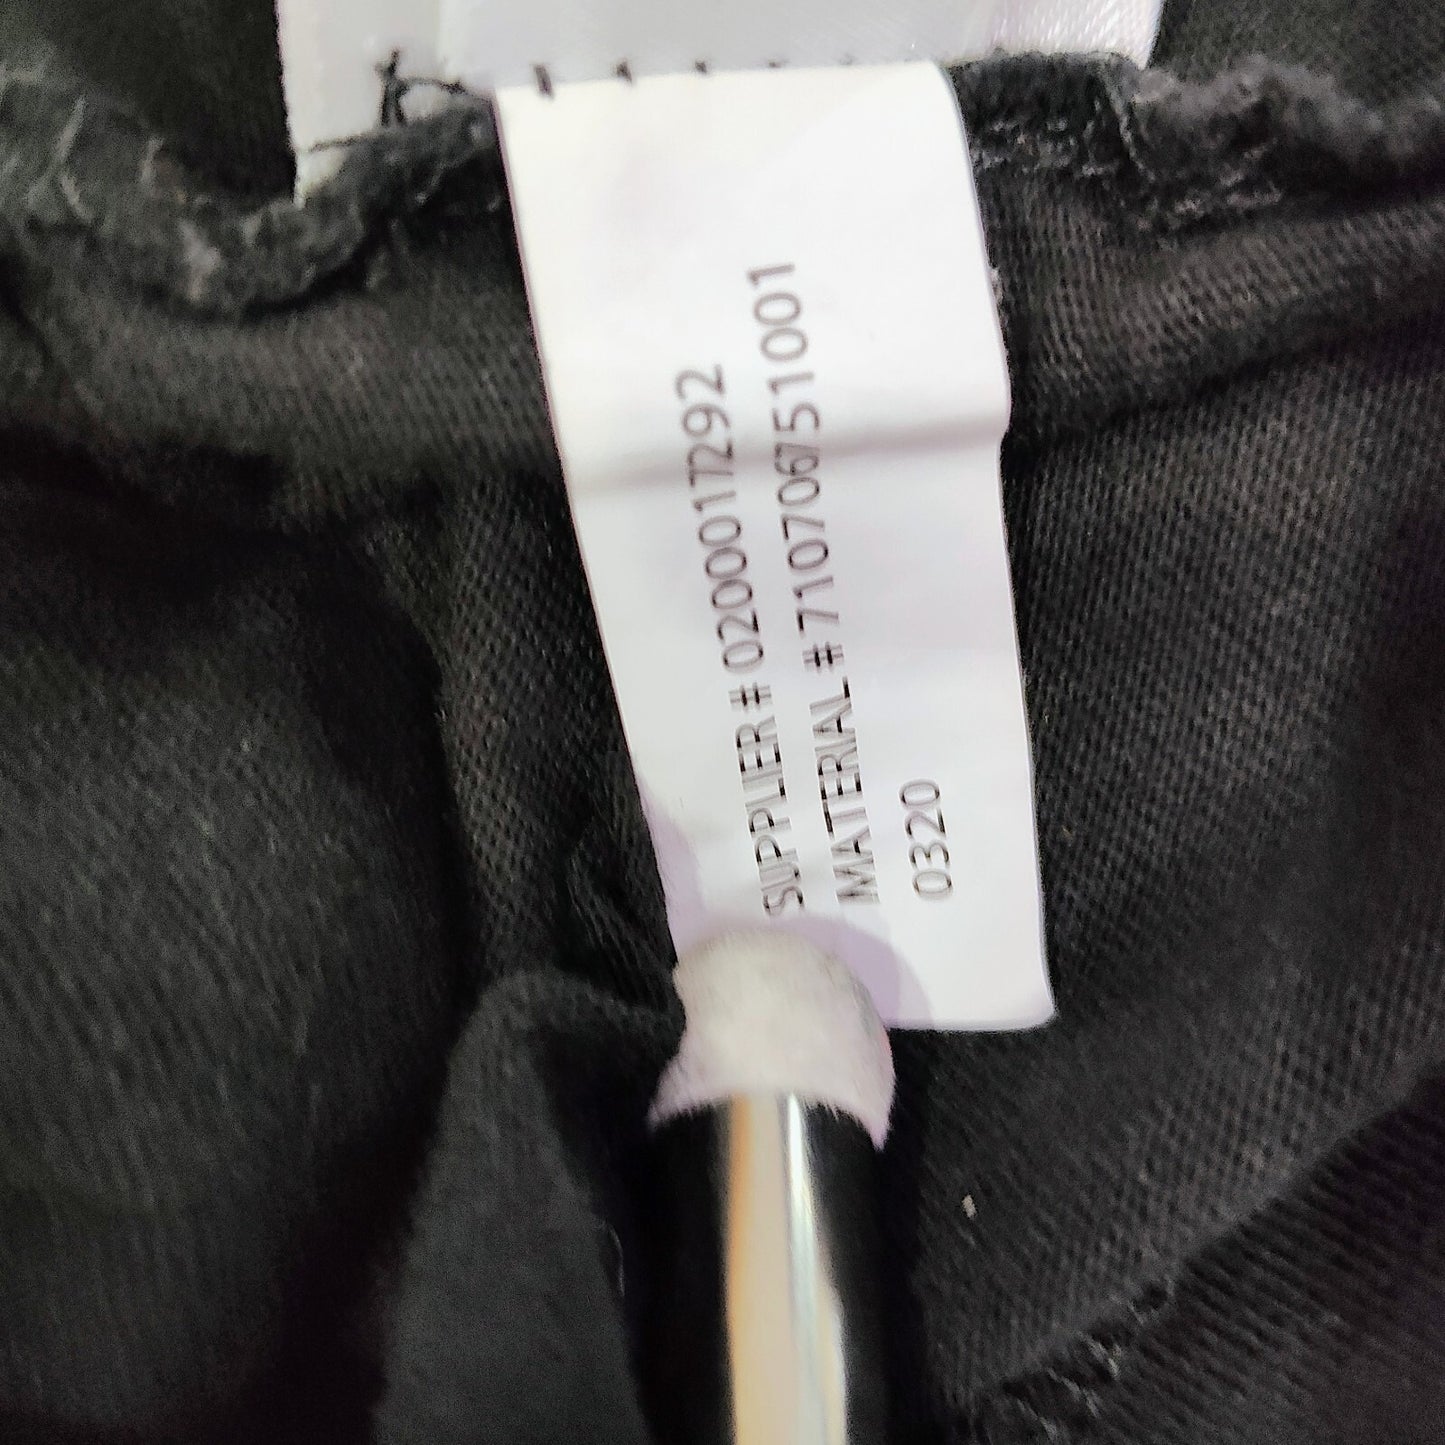 SUPPLIER # 0200017292
MATERIAL # 710706751001
0320